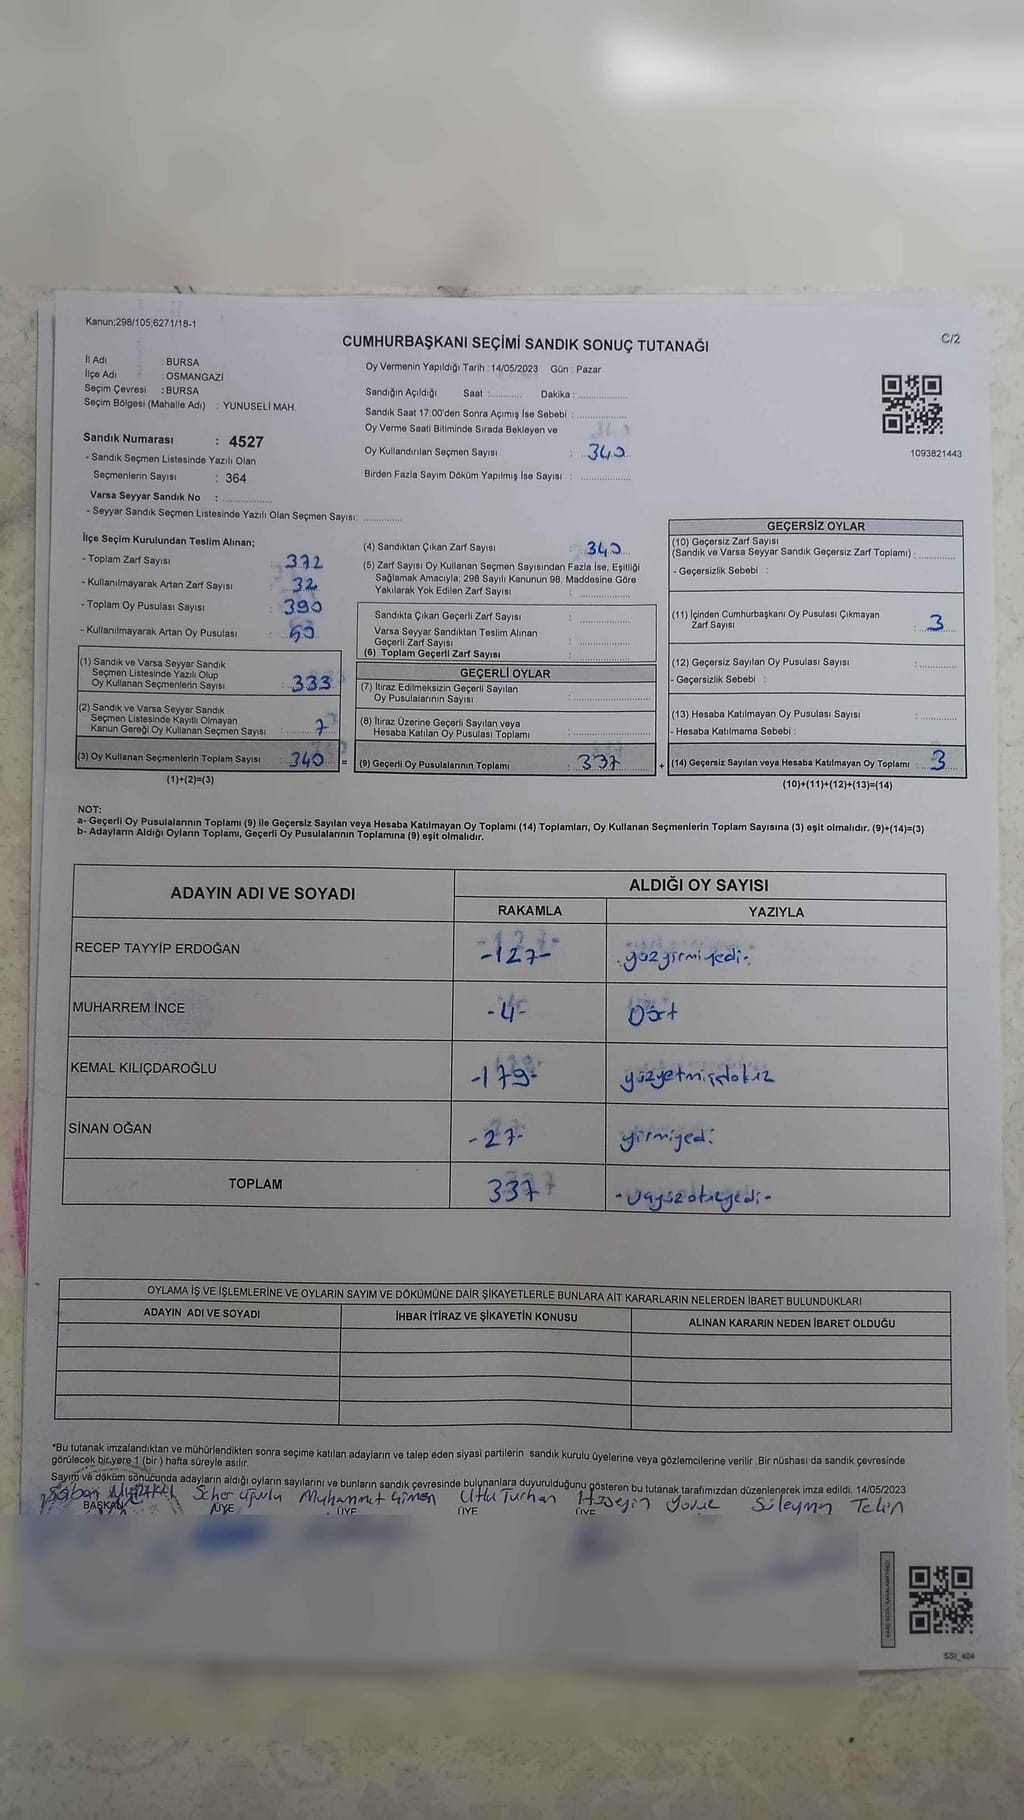 Kanun;298/105,6271/18-1
C/2
CUMHURBAŞKANI SEÇİMİ SANDIK SONUÇ TUTANAĞI
İl Adı : BURSA
İlçe Adı : OSMANGAZİ
Seçim Çevresi : BURSA
Seçim Bölgesi (Mahalle Adı) : YUNUSELİ MAH.
Oy Vermenin Yapıldığı Tarih : 14/05/2023 Gün : Pazar
Sandığın Açıldığı Saat :........... Dakika :..................
Sandık Saat 17:00'den Sonra Açımış İse Sebebi :..................
Oy Verme Saati Bitiminde Sırada Bekleyen ve
Oy Kullandırılan Seçmen Sayısı : 340
Birden Fazla Sayım Döküm Yapılmış İse Sayısı :..................
1093821443
Sandık Numarası : 4527
- Sandık Seçmen Listesinde Yazılı Olan
Seçmenlerin Sayısı : 364
Varsa Seyyar Sandık No :..................
- Seyyar Sandık Seçmen Listesinde Yazılı Olan Seçmen Sayısı:..............
İlçe Seçim Kurulundan Teslim Alınan;
- Toplam Zarf Sayısı : 372
- Kullanılmayarak Artan Zarf Sayısı : 32
- Toplam Oy Pusulası Sayısı : 390
- Kullanılmayarak Artan Oy Pusulası :
(1) Sandık ve Varsa Seyyar Sandık
Seçmen Listesinde Yazılı Olup
Oy Kullanan Seçmenlerin Sayısı : 333
(2) Sandık ve Varsa Seyyar Sandık
Seçmen Listesinde Kayıtlı Olmayan
Kanun Gereği Oy Kullanan Seçmen Sayısı : 7
(3) Oy Kullanan Seçmenlerin Toplam Sayısı : 340 =
(1)+(2)=(3)
(4) Sandıktan Çıkan Zarf Sayısı : 340
(5) Zarf Sayısı Oy Kullanan Seçmen Sayısından Fazla İse, Eşitliği
Sağlamak Amacıyla; 298 Sayılı Kanunun 98. Maddesine Göre
Yakılarak Yok Edilen Zarf Sayısı :..................
Sandıkta Çıkan Geçerli Zarf Sayısı :..................
Varsa Seyyar Sandıktan Teslim Alınan
Geçerli Zarf Sayısı :..................
(6) Toplam Geçerli Zarf Sayısı :..................
GEÇERLİ OYLAR
(7) İtiraz Edilmeksizin Geçerli Sayılan
Oy Pusulalarının Sayısı :..................
(8) İtiraz Üzerine Geçerli Sayılan veya
Hesaba Katılan Oy Pusulası Toplamı :..................
(9) Geçerli Oy Pusulalarının Toplamı : 337 +
GEÇERSİZ OYLAR
(10) Geçersiz Zarf Sayısı
(Sandık ve Varsa Seyyar Sandık Geçersiz Zarf Toplamı) :...........
- Geçersizlik Sebebi :
(11) İçinden Cumhurbaşkanı Oy Pusulası Çıkmayan
Zarf Sayısı : 3
(12) Geçersiz Sayılan Oy Pusulası Sayısı :...........
- Geçersizlik Sebebi :
(13) Hesaba Katılmayan Oy Pusulası Sayısı :...........
- Hesaba Katılmama Sebebi :
(14) Geçersiz Sayılan veya Hesaba Katılmayan Oy Toplamı : 3
(10)+(11)+(12)+(13)=(14)
NOT:
a- Geçerli Oy Pusulalarının Toplamı (9) ile Geçersiz Sayılan veya Hesaba Katılmayan Oy Toplamı (14) Toplamları, Oy Kullanan Seçmenlerin Toplam Sayısına (3) eşit olmalıdır. (9)+(14)=(3)
b- Adayların Aldığı Oyların Toplamı, Geçerli Oy Pusulalarının Toplamına (9) eşit olmalıdır.
ADAYIN ADI VE SOYADI
ALDIĞI OY SAYISI
RAKAMLA YAZIYLA
RECEP TAYYİP ERDOĞAN -127- yüzyirmiyedi-
MUHARREM İNCE -4- Dört
KEMAL KILIÇDAROĞLU -179- yüzyetmişdokuz
SİNAN OĞAN -27- yirmiyedi
TOPLAM 337
OYLAMA İŞ VE İŞLEMLERİNE VE OYLARIN SAYIM VE DÖKÜMÜNE DAİR ŞİKAYETLERLE BUNLARA AİT KARARLARIN NELERDEN İBARET BULUNDUKLARI
ADAYIN ADI VE SOYADI İHBAR İTİRAZ VE ŞİKAYETİN KONUSU ALINAN KARARIN NEDEN İBARET OLDUĞU
*Bu tutanak imzalandıktan ve mühürlendikten sonra seçime katılan adayların ve talep eden siyasi partilerin sandık kurulu üyelerine veya gözlemcilerine verilir .Bir nüshası da sandık çevresinde
görülecek bir yere 1 (bir ) hafta süreyle asılır.
Sayım ve döküm sonucunda adayların aldığı oyların sayılarını ve bunların sandık çevresinde bulunanlara duyurulduğunu gösteren bu tutanak tarafımızdan düzenlenerek imza edildi. 14/05/2023
Seher Uğurlu Muhammet Utku Turhan Hüseyin Süleyman Tekin
BAŞKAN ÜYE ÜYE ÜYE ÜYE
SSI_404